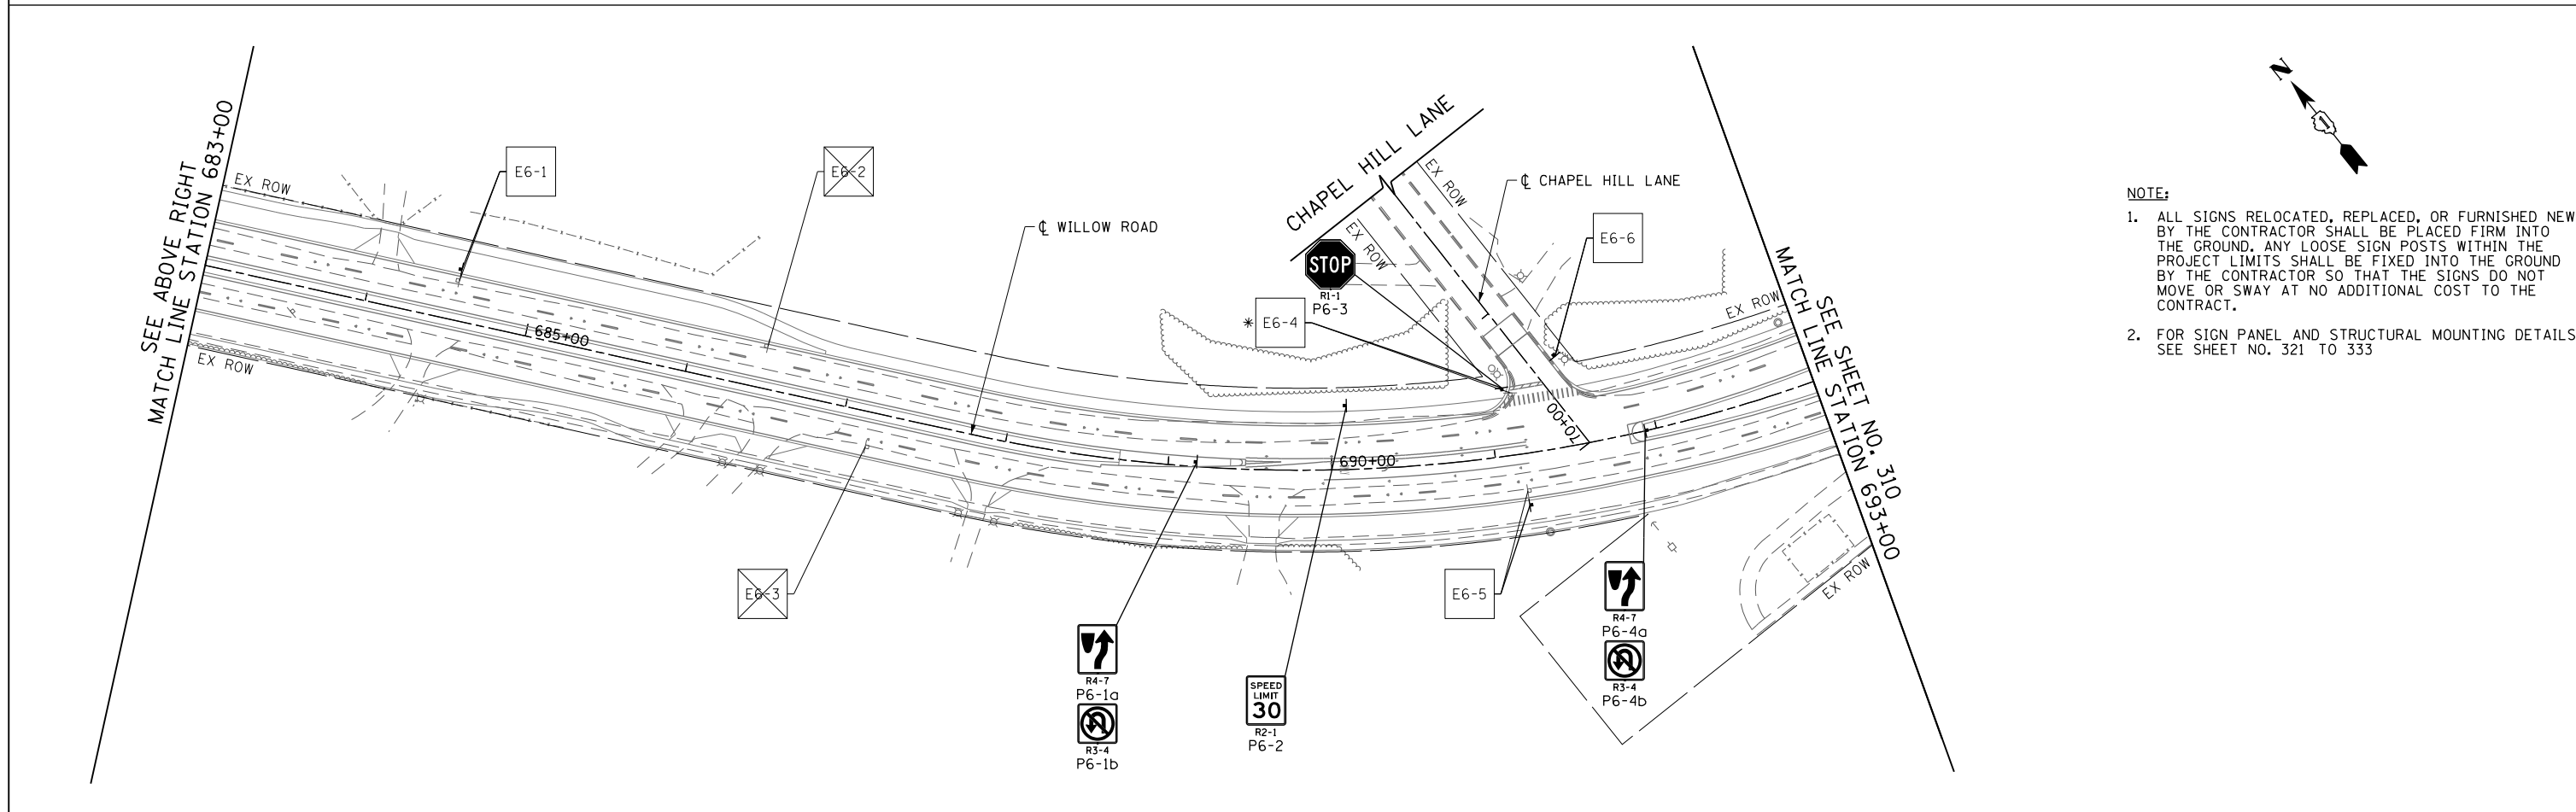 SEE ABOVE RIGHT
MATCH LINE STATION 683+00
EX ROW
EX ROW
E6-1
E6-2
685+00
℄ WILLOW ROAD
E6-3
CHAPEL HILL LANE
EX ROW
EX ROW
℄ CHAPEL HILL LANE
STOP
R1-1
P6-3
* E6-4
E6-6
70+00
690+00
EX ROW
R4-7
P6-1a
R3-4
P6-1b
SPEED
LIMIT
30
R2-1
P6-2
E6-5
R4-7
P6-4a
R3-4
P6-4b
EX ROW
SEE SHEET NO. 310
MATCH LINE STATION 693+00
N
NOTE:
1. ALL SIGNS RELOCATED, REPLACED, OR FURNISHED NEW
BY THE CONTRACTOR SHALL BE PLACED FIRM INTO
THE GROUND. ANY LOOSE SIGN POSTS WITHIN THE
PROJECT LIMITS SHALL BE FIXED INTO THE GROUND
BY THE CONTRACTOR SO THAT THE SIGNS DO NOT
MOVE OR SWAY AT NO ADDITIONAL COST TO THE
CONTRACT.
2. FOR SIGN PANEL AND STRUCTURAL MOUNTING DETAILS
SEE SHEET NO. 321 TO 333